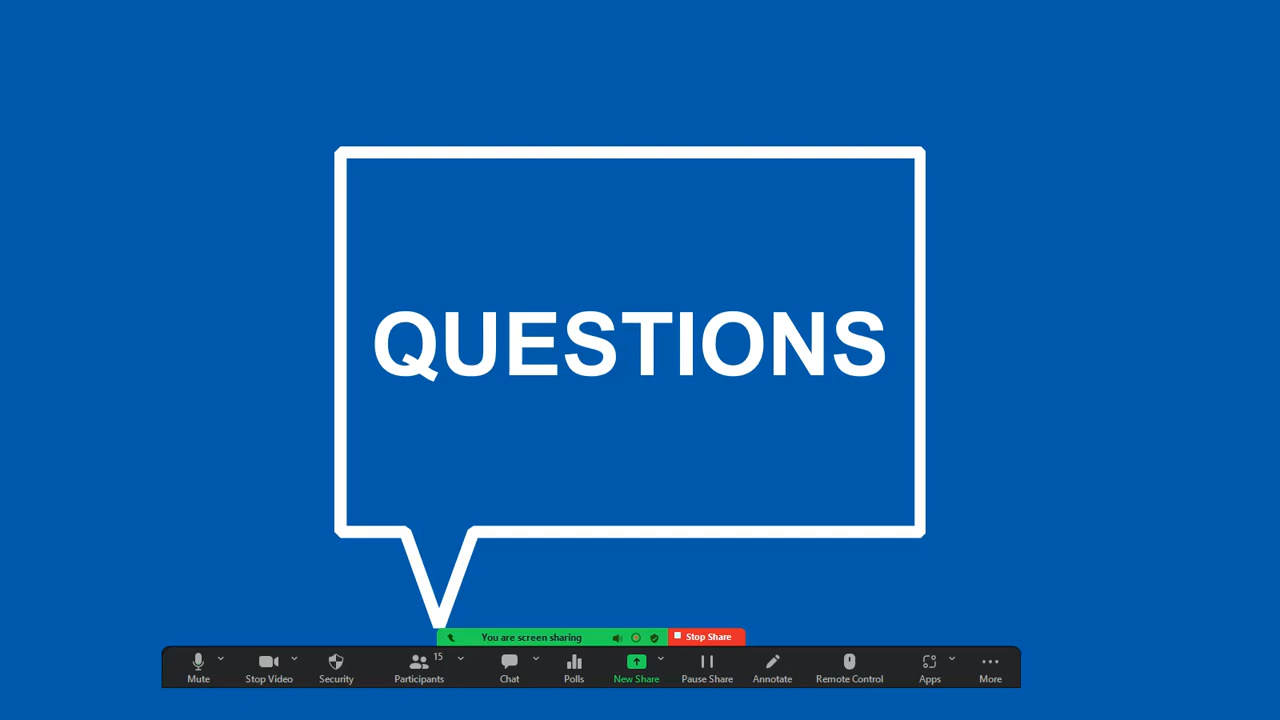 QUESTIONS
You are screen sharing Stop Share
15
Mute Stop Video Security Participants Chat Polls New Share Pause Share Annotate Remote Control Apps More